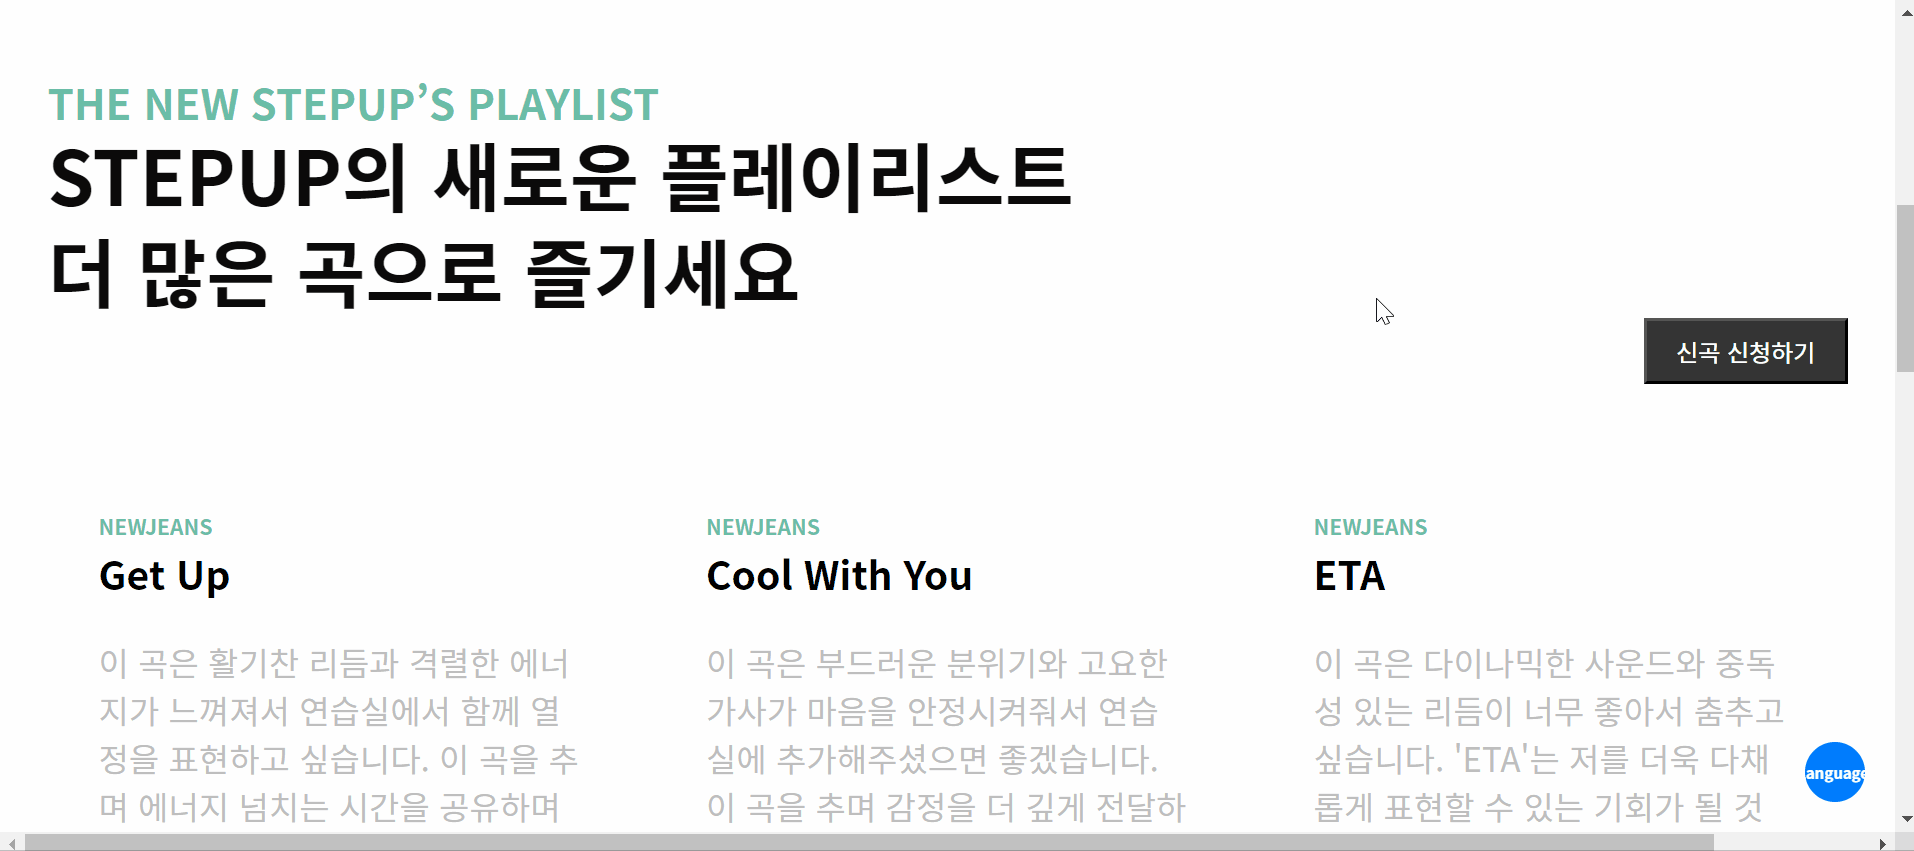 THE NEW STEPUP’S PLAYLIST
STEPUP의 새로운 플레이리스트
더 많은 곡으로 즐기세요
신곡 신청하기
NEWJEANS
Get Up
이 곡은 활기찬 리듬과 격렬한 에너
지가 느껴져서 연습실에서 함께 열
정을 표현하고 싶습니다. 이 곡을 추
며 에너지 넘치는 시간을 공유하며
NEWJEANS
Cool With You
이 곡은 부드러운 분위기와 고요한
가사가 마음을 안정시켜줘서 연습
실에 추가해주셨으면 좋겠습니다.
이 곡을 추며 감정을 더 깊게 전달하
NEWJEANS
ETA
이 곡은 다이나믹한 사운드와 중독
성 있는 리듬이 너무 좋아서 춤추고
싶습니다. 'ETA'는 저를 더욱 다채
롭게 표현할 수 있는 기회가 될 것
anguage